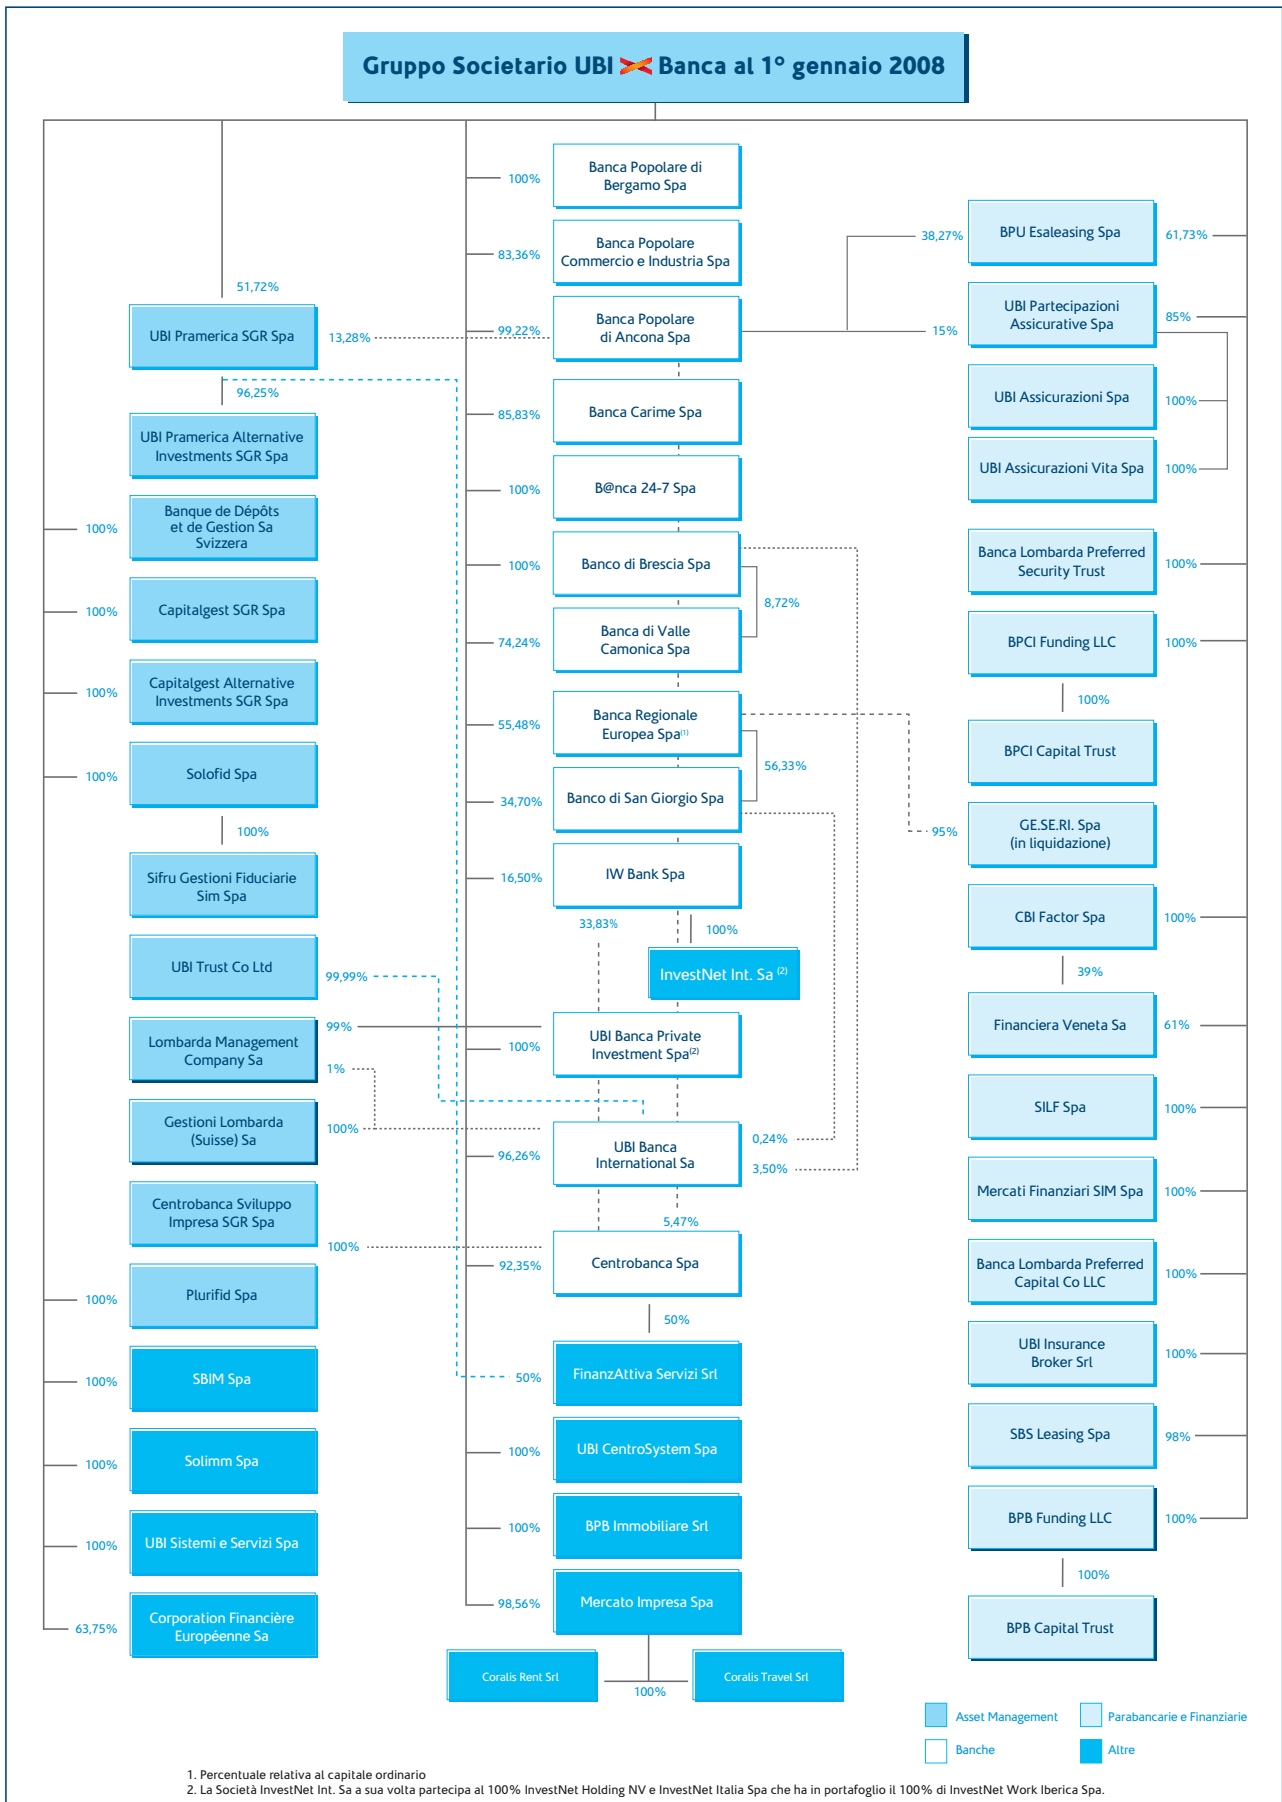 Gruppo Societario UBI Banca al 1° gennaio 2008
51,72%
UBI Pramerica SGR Spa
13,28%
96,25%
UBI Pramerica Alternative
Investments SGR Spa
100%
Banque de Dépôts
et de Gestion Sa
Svizzera
100%
Capitalgest SGR Spa
100%
Capitalgest Alternative
Investments SGR Spa
100%
Solofid Spa
100%
Sifru Gestioni Fiduciarie
Sim Spa
UBI Trust Co Ltd
99,99%
Lombarda Management
Company Sa
99%
1%
Gestioni Lombarda
(Suisse) Sa
100%
Centrobanca Sviluppo
Impresa SGR Spa
100%
100%
Plurifid Spa
100%
SBIM Spa
100%
Solimm Spa
100%
UBI Sistemi e Servizi Spa
63,75%
Corporation Financière
Européenne Sa
100%
Banca Popolare di
Bergamo Spa
83,36%
Banca Popolare
Commercio e Industria Spa
99,22%
Banca Popolare
di Ancona Spa
85,83%
Banca Carime Spa
100%
B@nca 24-7 Spa
100%
Banco di Brescia Spa
8,72%
74,24%
Banca di Valle
Camonica Spa
55,48%
Banca Regionale
Europea Spa(1)
56,33%
34,70%
Banco di San Giorgio Spa
16,50%
IW Bank Spa
33,83%
100%
InvestNet Int. Sa (2)
100%
UBI Banca Private
Investment Spa(2)
96,26%
UBI Banca
International Sa
0,24%
3,50%
5,47%
92,35%
Centrobanca Spa
50%
50%
FinanzAttiva Servizi Srl
100%
UBI CentroSystem Spa
100%
BPB Immobiliare Srl
98,56%
Mercato Impresa Spa
Coralis Rent Srl
100%
Coralis Travel Srl
38,27%
BPU Esaleasing Spa
61,73%
15%
UBI Partecipazioni
Assicurative Spa
85%
UBI Assicurazioni Spa
100%
UBI Assicurazioni Vita Spa
100%
Banca Lombarda Preferred
Security Trust
100%
BPCI Funding LLC
100%
100%
BPCI Capital Trust
95%
GE.SE.RI. Spa
(in liquidazione)
CBI Factor Spa
100%
39%
Financiera Veneta Sa
61%
SILF Spa
100%
Mercati Finanziari SIM Spa
100%
Banca Lombarda Preferred
Capital Co LLC
100%
UBI Insurance
Broker Srl
100%
SBS Leasing Spa
98%
BPB Funding LLC
100%
100%
BPB Capital Trust
Asset Management
Parabancarie e Finanziarie
Banche
Altre
1. Percentuale relativa al capitale ordinario
2. La Società InvestNet Int. Sa a sua volta partecipa al 100% InvestNet Holding NV e InvestNet Italia Spa che ha in portafoglio il 100% di InvestNet Work Iberica Spa.